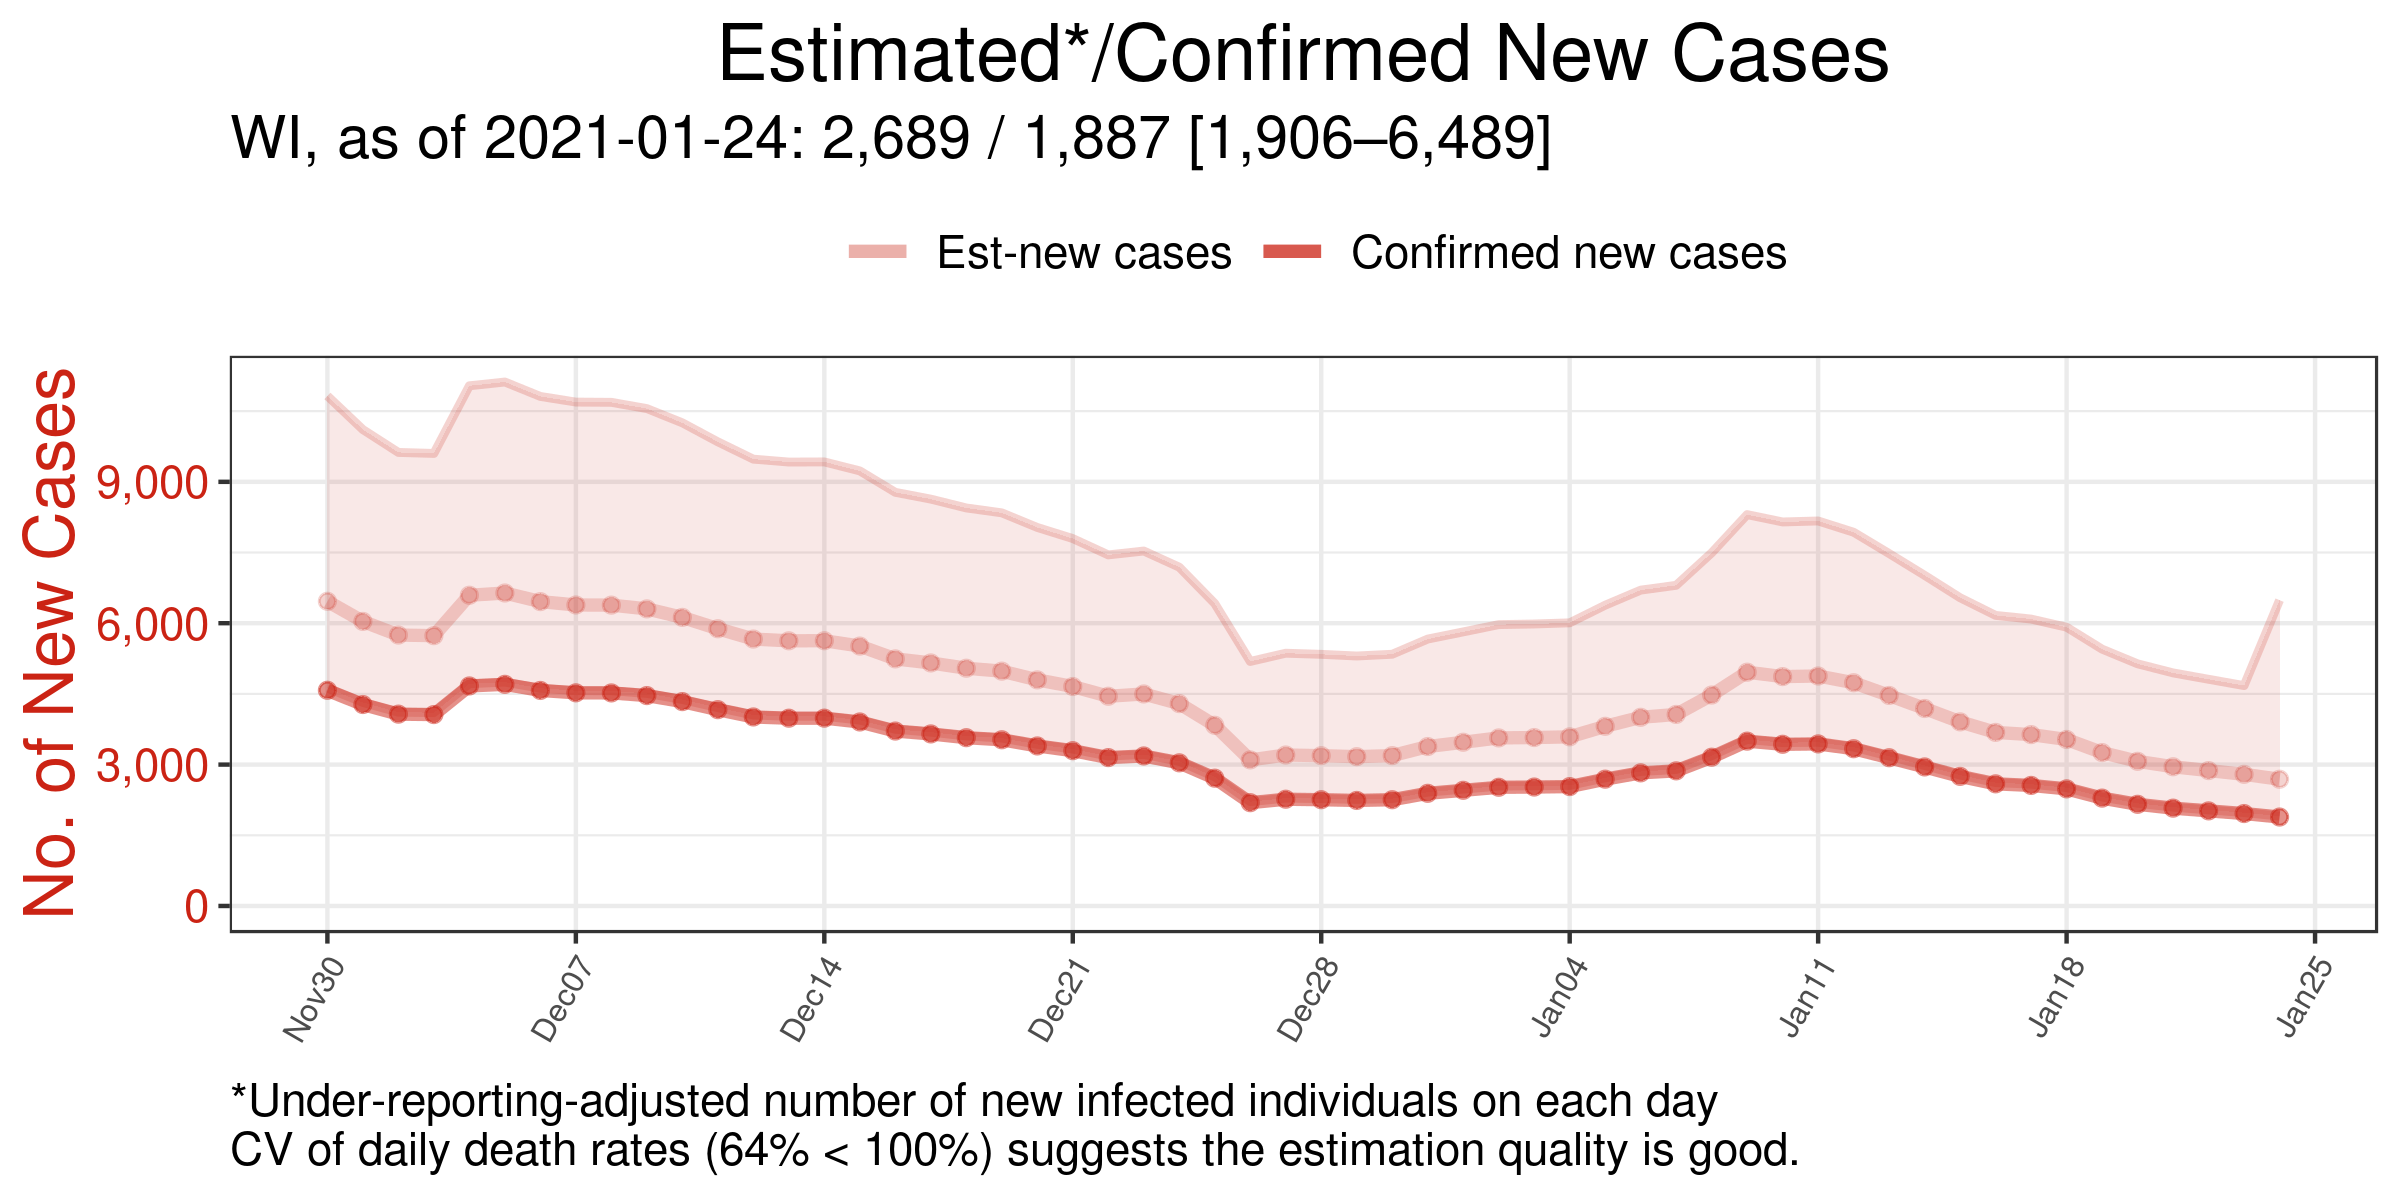 Estimated*/Confirmed New Cases
WI, as of 2021-01-24: 2,689 / 1,887 [1,906–6,489]
Est-new cases
Confirmed new cases
No. of New Cases
9,000
6,000
3,000
0
Nov30
Dec07
Dec14
Dec21
Dec28
Jan04
Jan11
Jan18
Jan25
*Under-reporting-adjusted number of new infected individuals on each day
CV of daily death rates (64% < 100%) suggests the estimation quality is good.